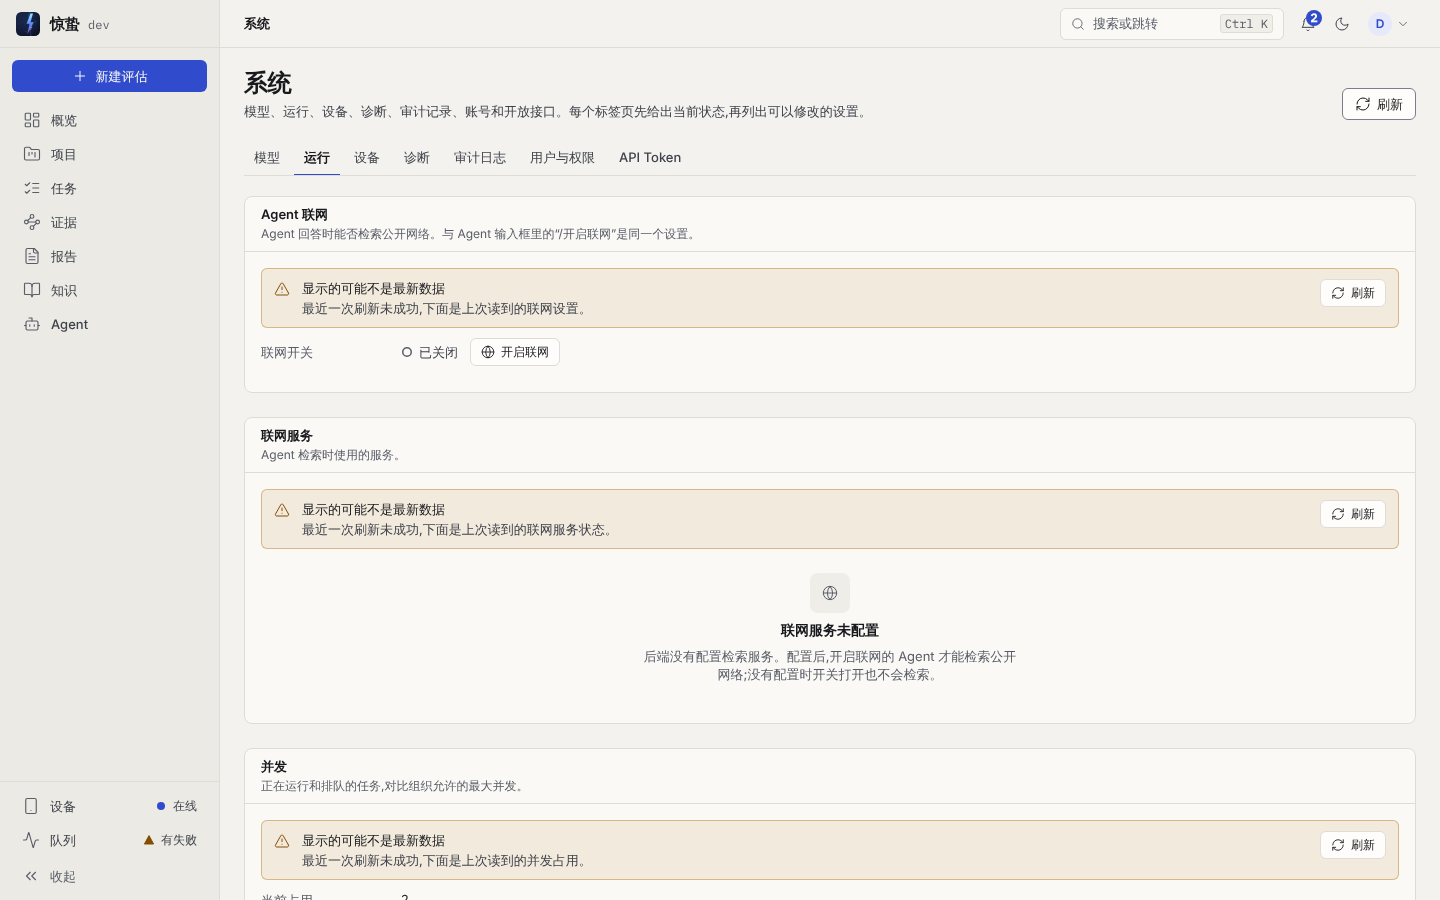 惊蛰 dev
系统
搜索或跳转 Ctrl K
2
D
新建评估
概览
项目
任务
证据
报告
知识
Agent
设备 在线
队列 有失败
收起
系统
模型、运行、设备、诊断、审计记录、账号和开放接口。每个标签页先给出当前状态,再列出可以修改的设置。
刷新
模型 运行 设备 诊断 审计日志 用户与权限 API Token
Agent 联网
Agent 回答时能否检索公开网络。与 Agent 输入框里的“/开启联网”是同一个设置。
显示的可能不是最新数据
最近一次刷新未成功,下面是上次读到的联网设置。
刷新
联网开关 已关闭 开启联网
联网服务
Agent 检索时使用的服务。
显示的可能不是最新数据
最近一次刷新未成功,下面是上次读到的联网服务状态。
刷新
联网服务未配置
后端没有配置检索服务。配置后,开启联网的 Agent 才能检索公开
网络;没有配置时开关打开也不会检索。
并发
正在运行和排队的任务,对比组织允许的最大并发。
显示的可能不是最新数据
最近一次刷新未成功,下面是上次读到的并发占用。
刷新
当前占用 2